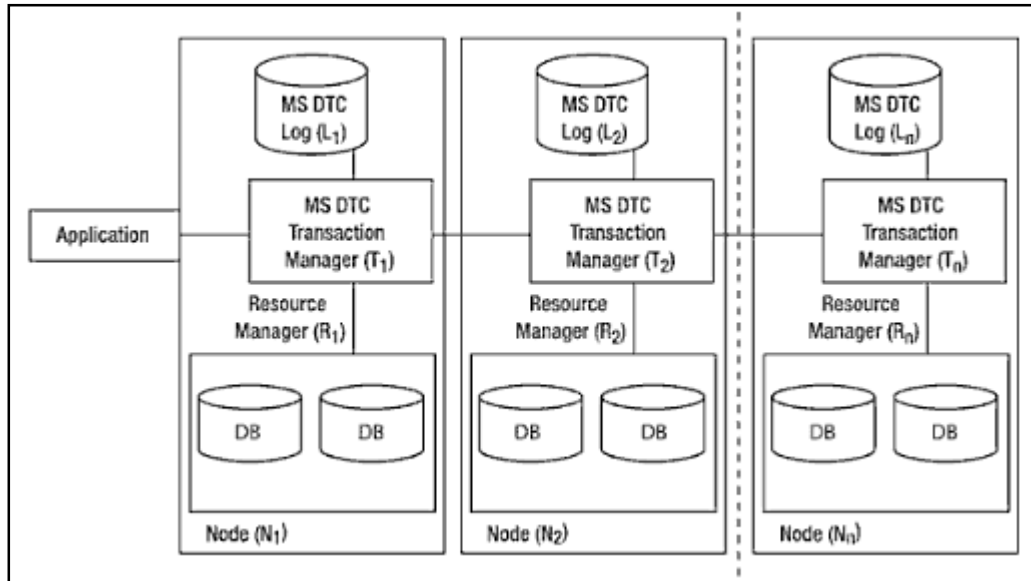 Application
MS DTC
Log (L1)
MS DTC
Transaction
Manager (T1)
Resource
Manager (R1)
DB
DB
Node (N1)
MS DTC
Log (L2)
MS DTC
Transaction
Manager (T2)
Resource
Manager (R2)
DB
DB
Node (N2)
MS DTC
Log (Ln)
MS DTC
Transaction
Manager (Tn)
Resource
Manager (Rn)
DB
DB
Node (Nn)